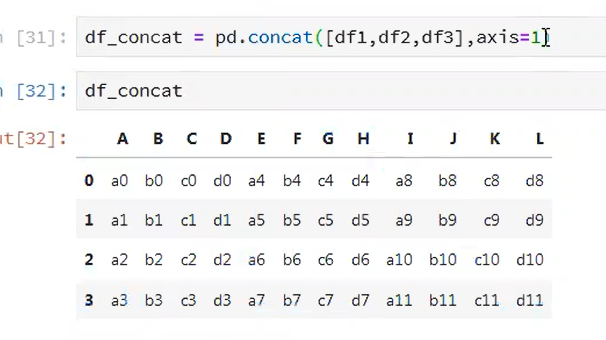 n [31]: df_concat = pd.concat([df1,df2,df3],axis=1)
n [32]: df_concat
ut[32]: A B C D E F G H I J K L
0 a0 b0 c0 d0 a4 b4 c4 d4 a8 b8 c8 d8
1 a1 b1 c1 d1 a5 b5 c5 d5 a9 b9 c9 d9
2 a2 b2 c2 d2 a6 b6 c6 d6 a10 b10 c10 d10
3 a3 b3 c3 d3 a7 b7 c7 d7 a11 b11 c11 d11